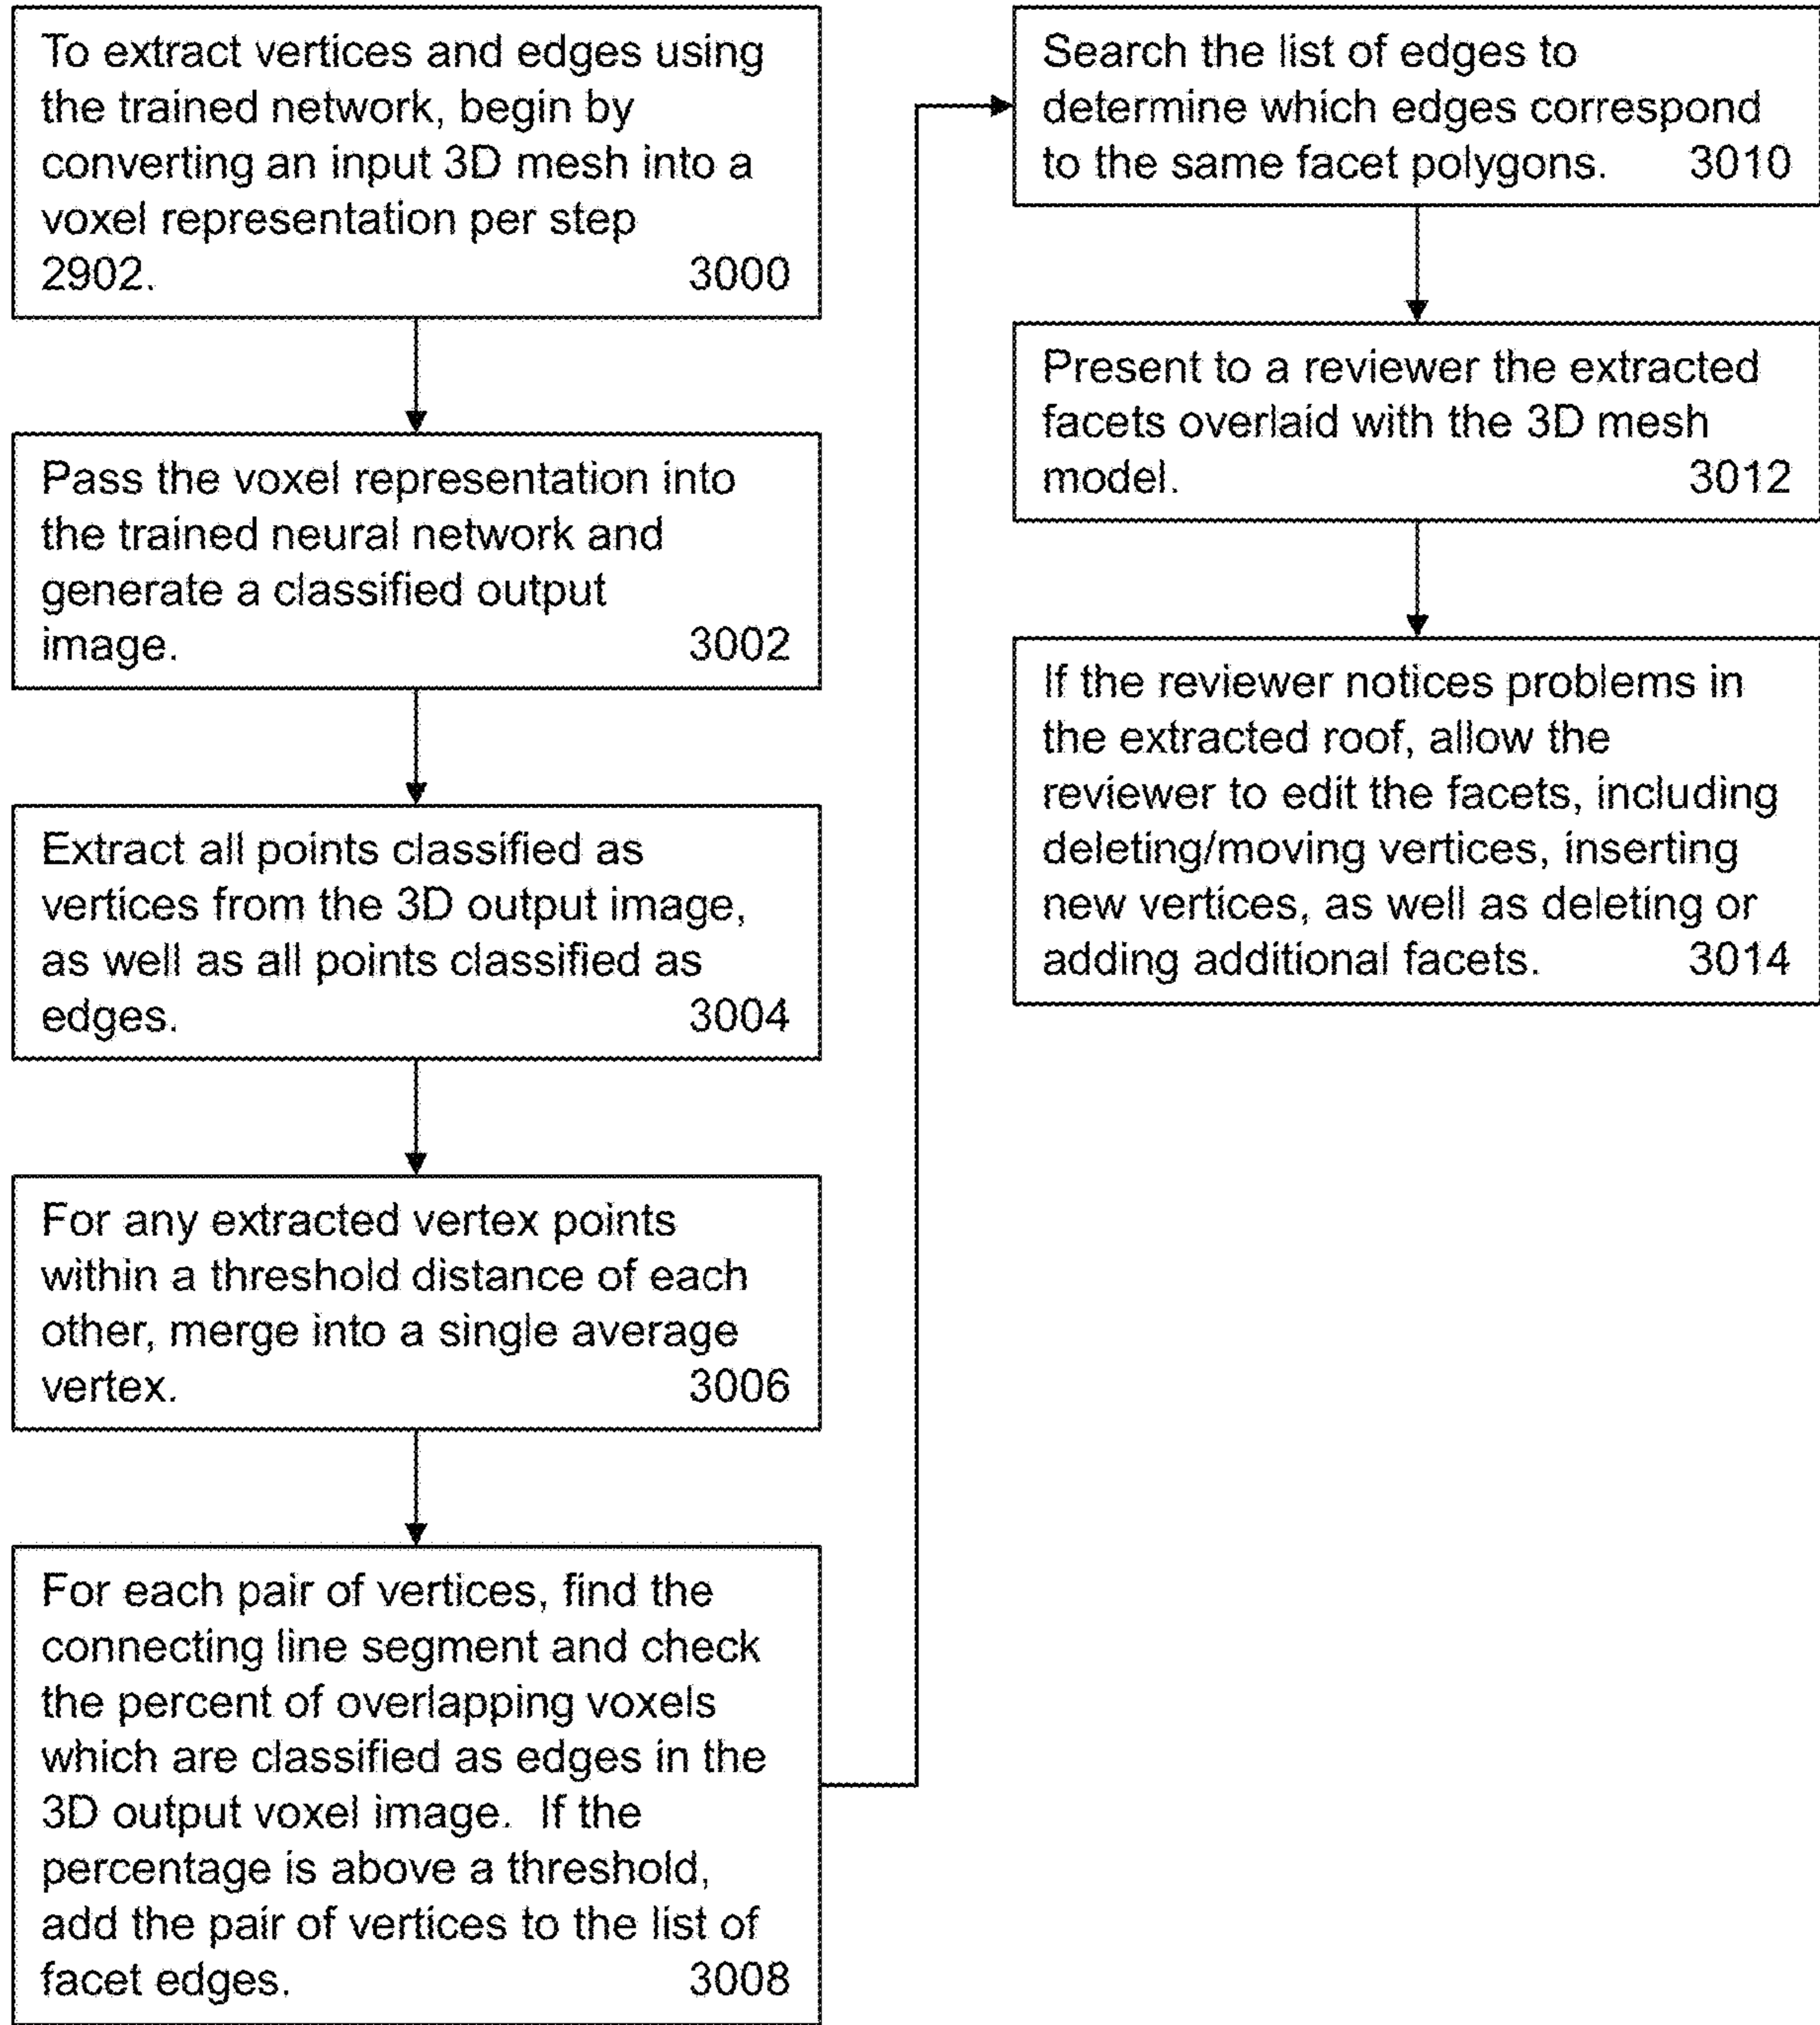 To extract vertices and edges using
the trained network, begin by
converting an input 3D mesh into a
voxel representation per step
2902. 3000
Pass the voxel representation into
the trained neural network and
generate a classified output
image. 3002
Extract all points classified as
vertices from the 3D output image,
as well as all points classified as
edges. 3004
For any extracted vertex points
within a threshold distance of each
other, merge into a single average
vertex. 3006
For each pair of vertices, find the
connecting line segment and check
the percent of overlapping voxels
which are classified as edges in the
3D output voxel image. If the
percentage is above a threshold,
add the pair of vertices to the list of
facet edges. 3008
Search the list of edges to
determine which edges correspond
to the same facet polygons. 3010
Present to a reviewer the extracted
facets overlaid with the 3D mesh
model. 3012
If the reviewer notices problems in
the extracted roof, allow the
reviewer to edit the facets, including
deleting/moving vertices, inserting
new vertices, as well as deleting or
adding additional facets. 3014